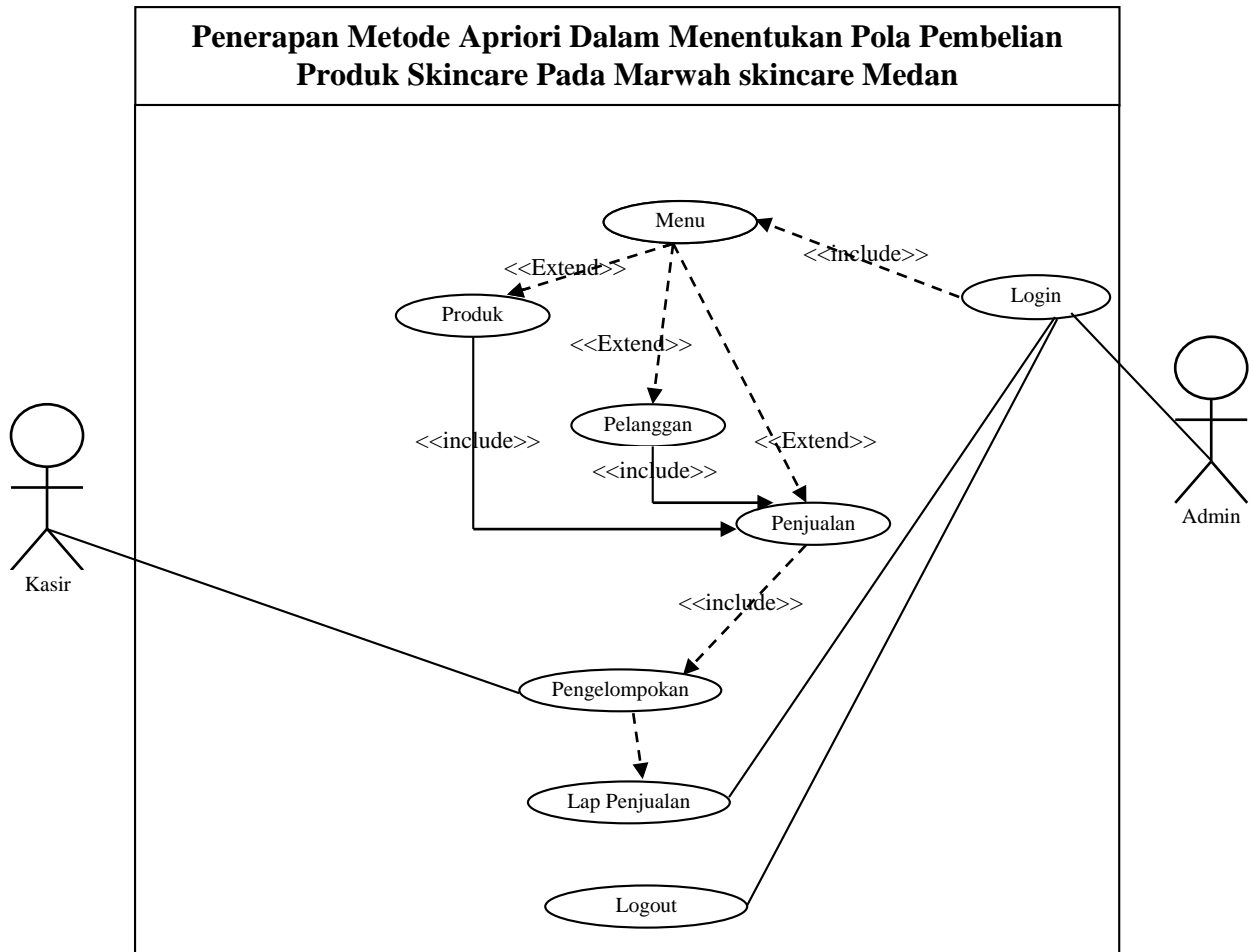 Penerapan Metode Apriori Dalam Menentukan Pola Pembelian
Produk Skincare Pada Marwah skincare Medan
Menu
<<include>>
<<Extend>>
Login
Produk
<<Extend>>
Pelanggan
<<include>>
<<Extend>>
<<include>>
Penjualan
Admin
Kasir
<<include>>
Pengelompokan
Lap Penjualan
Logout